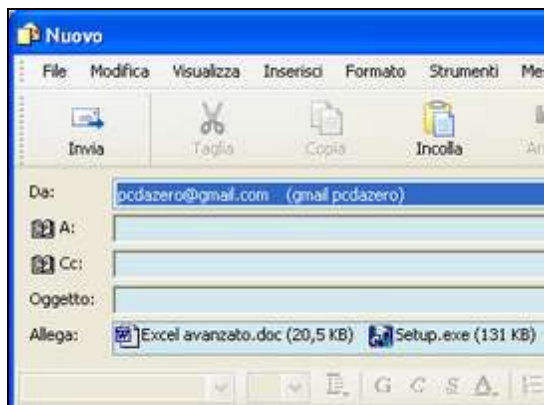 Nuovo
File Modifica Visualizza Inserisci Formato Strumenti Me
Invia Taglia Copia Incolla
Da: pcdazero@gmail.com (gmail pcdazero)
A:
Cc:
Oggetto:
Allega: Excel avanzato.doc (20,5 KB) Setup.exe (131 KB)
G C S A